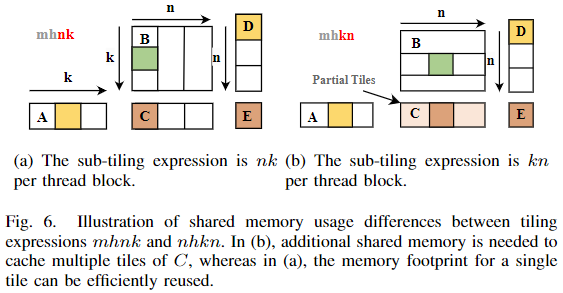 mhnk
n
B
k
n
D
k
A
C
E
mhkn
n
B
n
D
Partial Tiles
A
C
E
(a) The sub-tiling expression is nk
per thread block.
(b) The sub-tiling expression is kn
per thread block.
Fig. 6. Illustration of shared memory usage differences between tiling
expressions mhnk and nhkn. In (b), additional shared memory is needed to
cache multiple tiles of C, whereas in (a), the memory footprint for a single
tile can be efficiently reused.